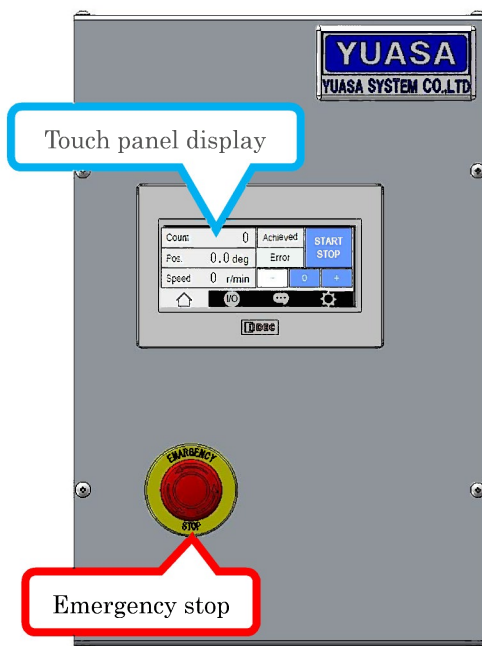 YUASA
YUASA SYSTEM CO.,LTD
Touch panel display
Count 0 Achieved START
STOP
Pos. 0.0 deg Error
Speed 0 r/min - 0 +
I/O
IDEC
EMARGENCY
STOP
Emergency stop